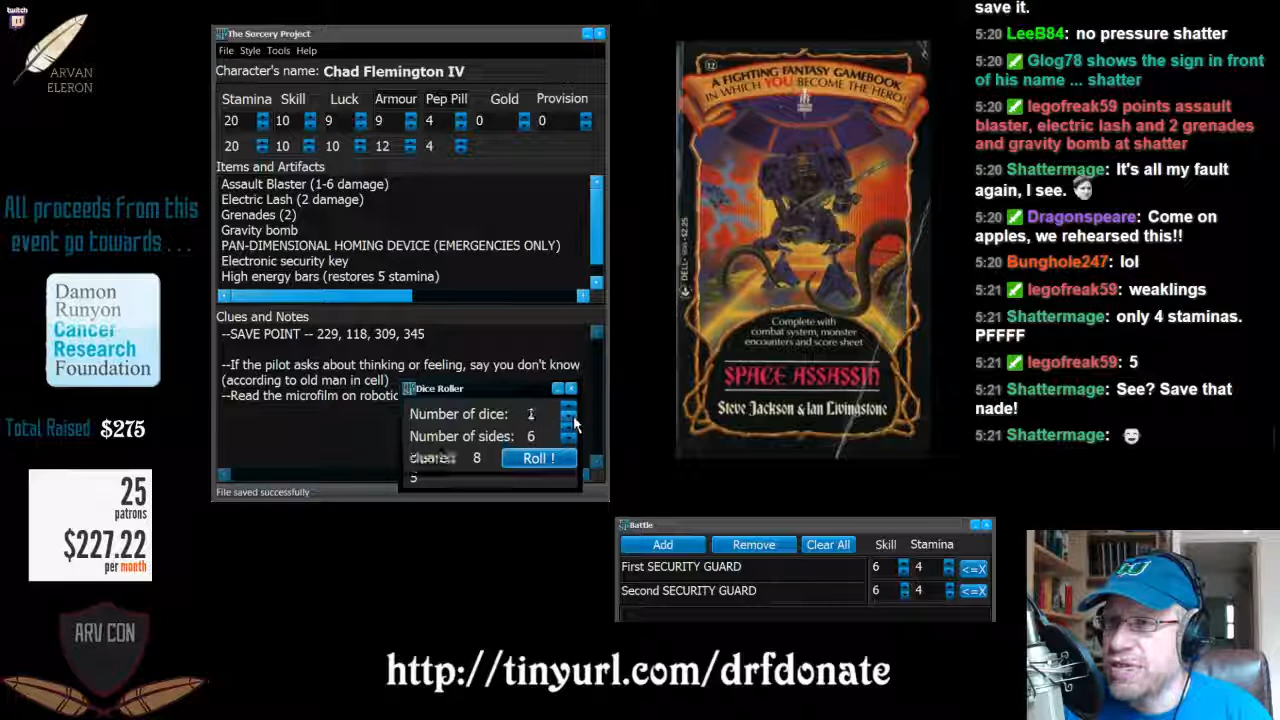 twitch
ARVAN
ELERON
All proceeds from this
event go towards . . .
Damon
Runyon
Cancer
Research
Foundation
Total Raised $275
25
patrons
$227.22
per month
ARV CON
The Sorcery Project
File Style Tools Help
Character's name: Chad Flemington IV
Stamina Skill Luck Armour Pep Pill Gold Provision
20 10 9 9 4 0 0
20 10 10 12 4
Items and Artifacts
Assault Blaster (1-6 damage)
Electric Lash (2 damage)
Grenades (2)
Gravity bomb
PAN-DIMENSIONAL HOMING DEVICE (EMERGENCIES ONLY)
Electronic security key
High energy bars (restores 5 stamina)
Clues and Notes
--SAVE POINT -- 229, 118, 309, 345
--If the pilot asks about thinking or feeling, say you don't know
(according to old man in cell)
--Read the microfilm on robotic
File saved successfully
Dice Roller
Number of dice: 1
Number of sides: 6
8 Roll !
5
12
A FIGHTING FANTASY GAMEBOOK
IN WHICH YOU BECOME THE HERO!
Complete with
combat system, monster
encounters and score sheet
SPACE ASSASSIN
Steve Jackson & Ian Livingstone
Battle
Add Remove Clear All Skill Stamina
First SECURITY GUARD 6 4 <=X
Second SECURITY GUARD 6 4 <=X
http://tinyurl.com/drfdonate
save it.
5:20 LeeB84: no pressure shatter
5:20 Glog78 shows the sign in front
of his name ... shatter
5:20 legofreak59 points assault
blaster, electric lash and 2 grenades
and gravity bomb at shatter
5:20 Shattermage: It's all my fault
again, I see.
5:20 Dragonspeare: Come on
apples, we rehearsed this!!
5:20 Bunghole247: lol
5:21 legofreak59: weaklings
5:21 Shattermage: only 4 staminas.
PFFFF
5:21 legofreak59: 5
5:21 Shattermage: See? Save that
nade!
5:21 Shattermage: